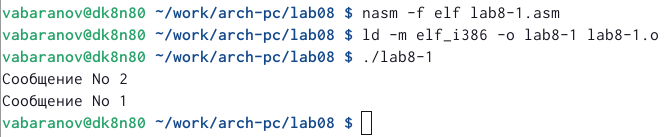 vabaranov@dk8n80 ~/work/arch-pc/lab08 $ nasm -f elf lab8-1.asm
vabaranov@dk8n80 ~/work/arch-pc/lab08 $ ld -m elf_i386 -o lab8-1 lab8-1.o
vabaranov@dk8n80 ~/work/arch-pc/lab08 $ ./lab8-1
Сообщение No 2
Сообщение No 1
vabaranov@dk8n80 ~/work/arch-pc/lab08 $